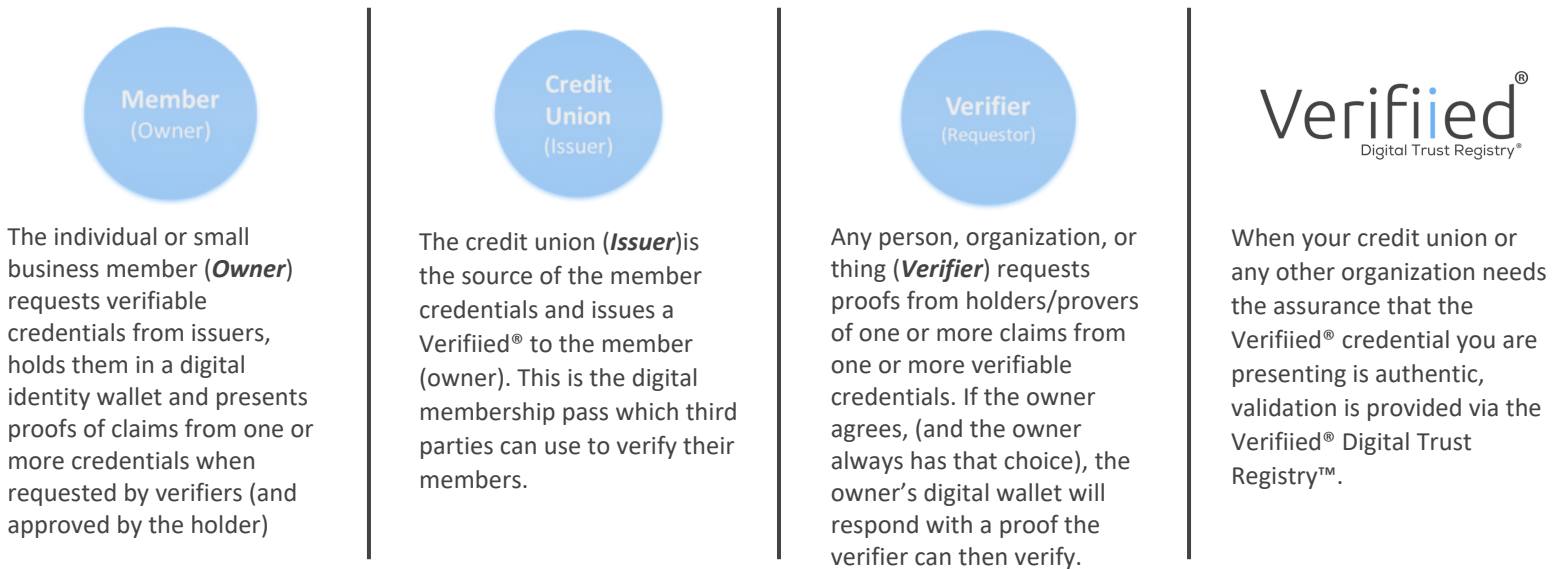 Member
(Owner)
The individual or small
business member (Owner)
requests verifiable
credentials from issuers,
holds them in a digital
identity wallet and presents
proofs of claims from one or
more credentials when
requested by verifiers (and
approved by the holder)
Credit
Union
(Issuer)
The credit union (Issuer)is
the source of the member
credentials and issues a
Verifiied® to the member
(owner). This is the digital
membership pass which third
parties can use to verify their
members.
Verifier
(Requestor)
Any person, organization, or
thing (Verifier) requests
proofs from holders/provers
of one or more claims from
one or more verifiable
credentials. If the owner
agrees, (and the owner
always has that choice), the
owner’s digital wallet will
respond with a proof the
verifier can then verify.
Verifiied®
Digital Trust Registry®
When your credit union or
any other organization needs
the assurance that the
Verifiied® credential you are
presenting is authentic,
validation is provided via the
Verifiied® Digital Trust
Registry™.